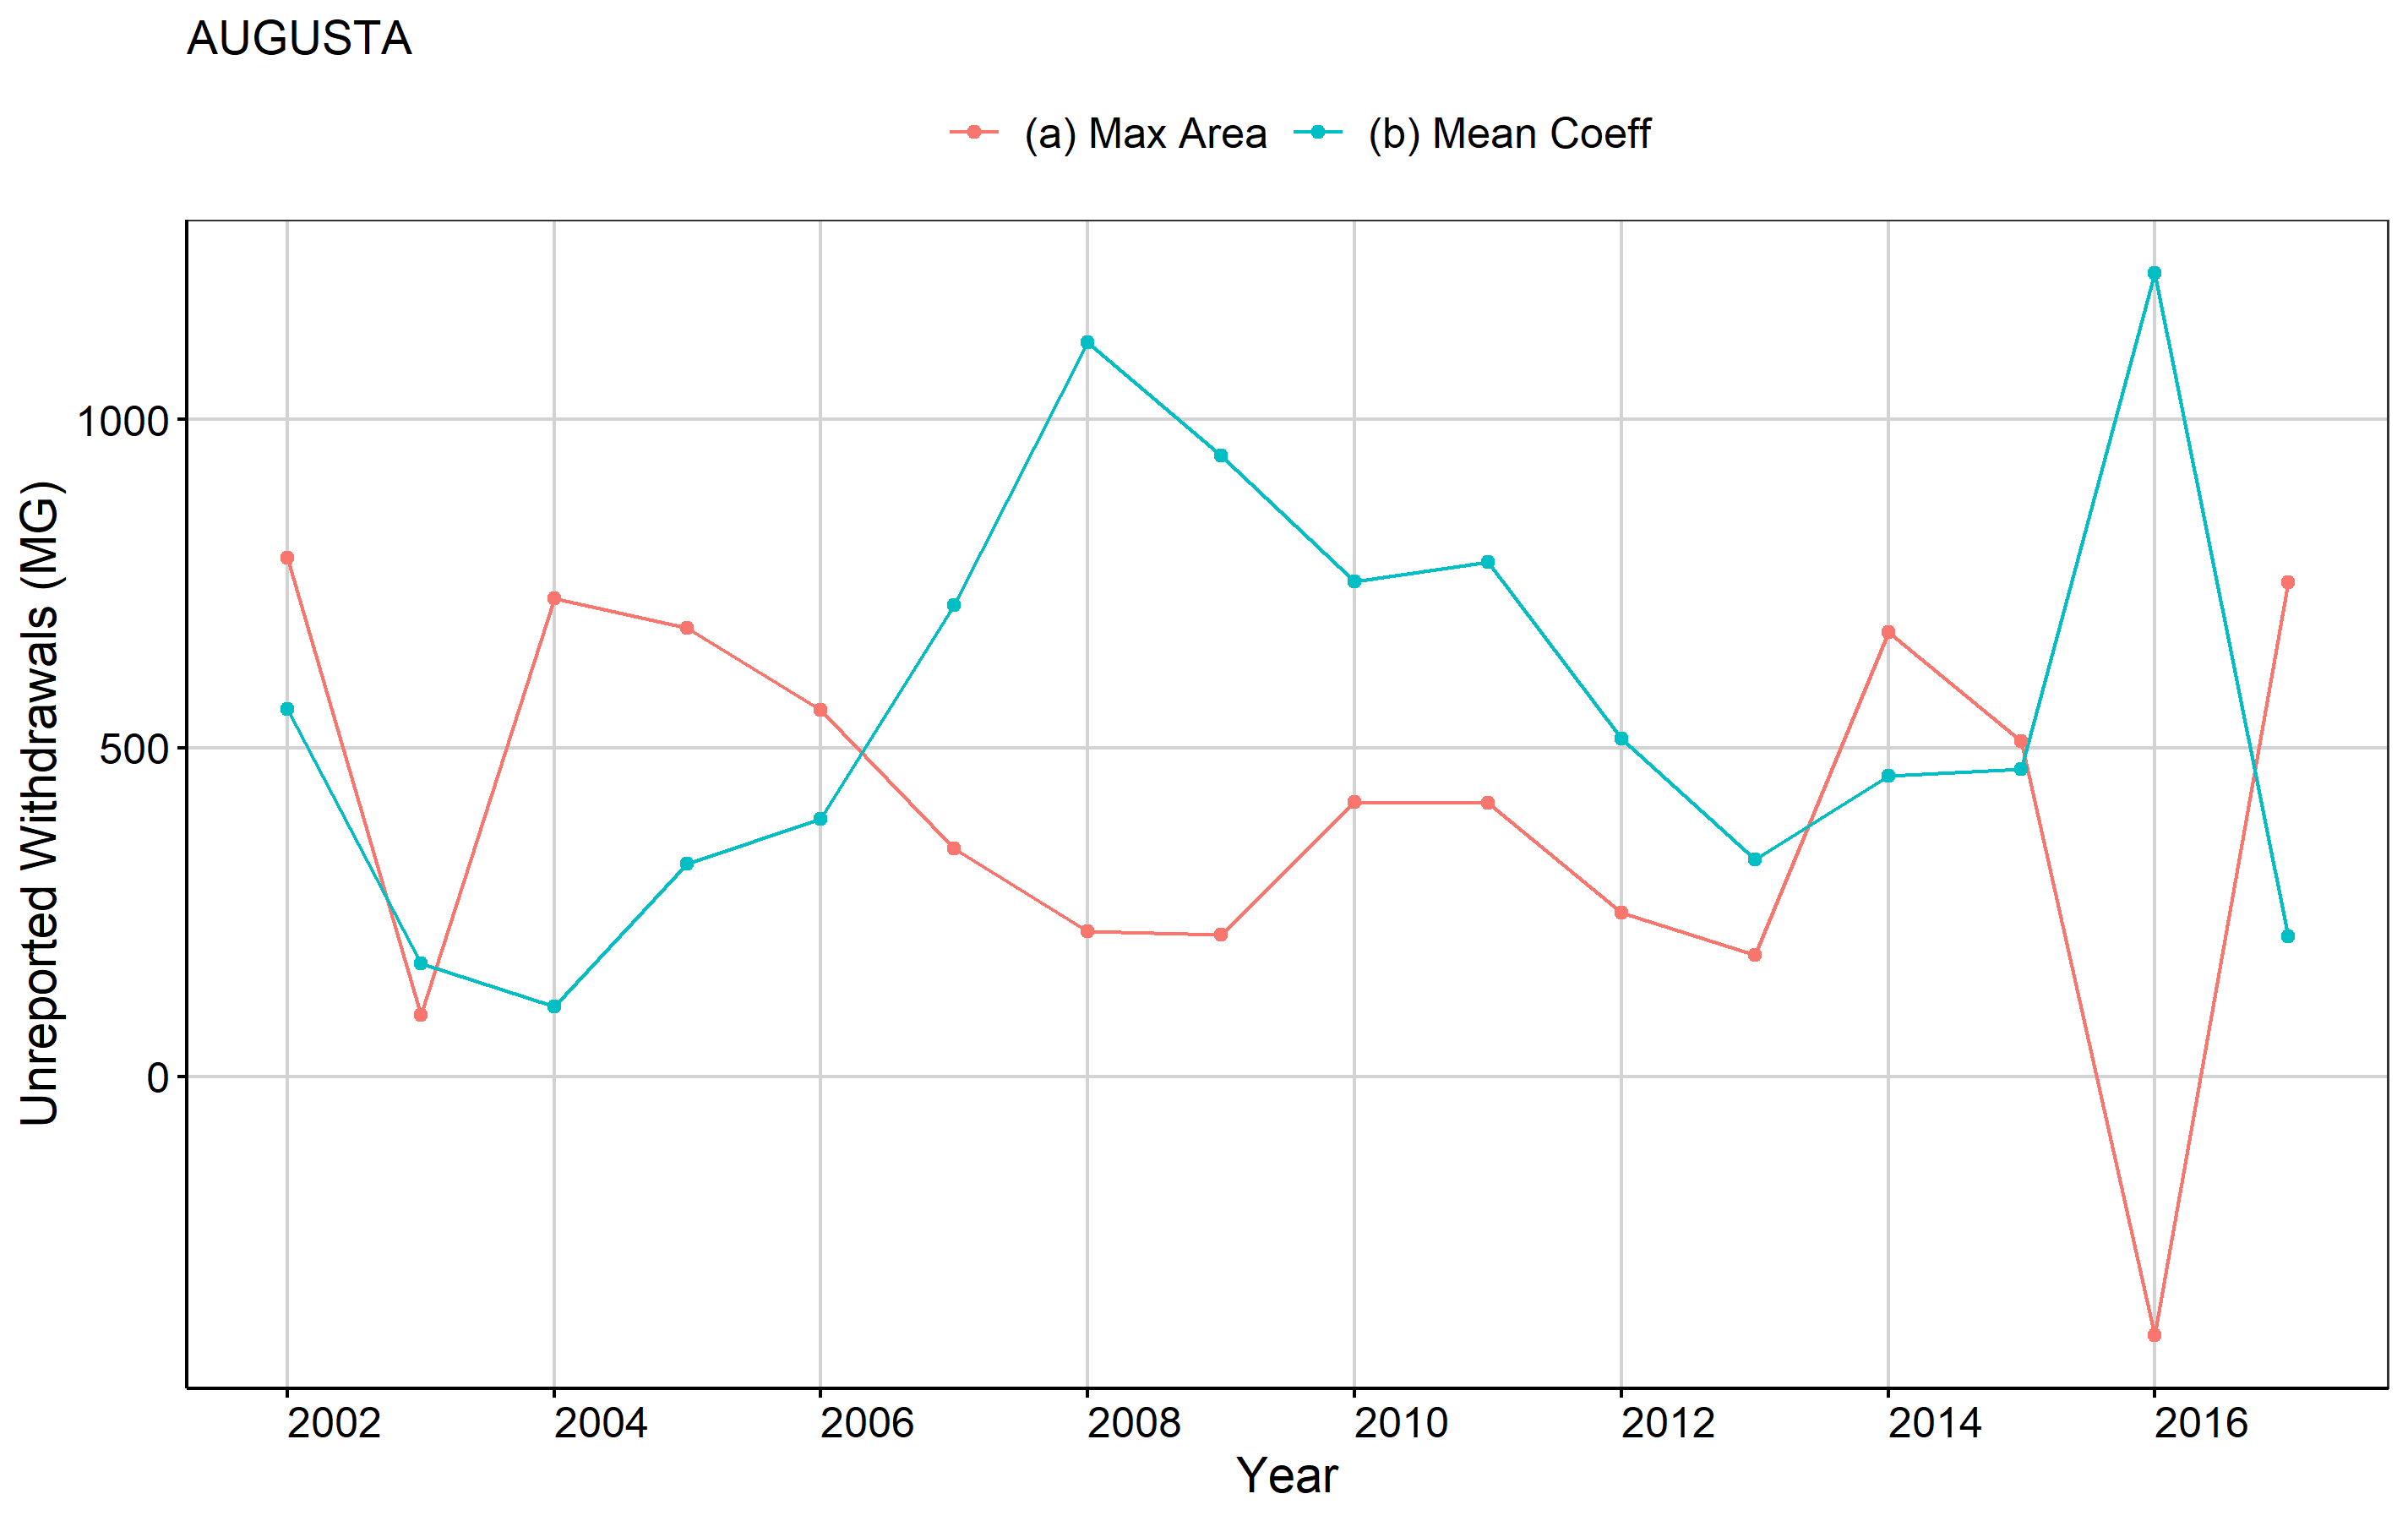 AUGUSTA
(a) Max Area (b) Mean Coeff
Unreported Withdrawals (MG)
1000
500
0
2002 2004 2006 2008 2010 2012 2014 2016
Year